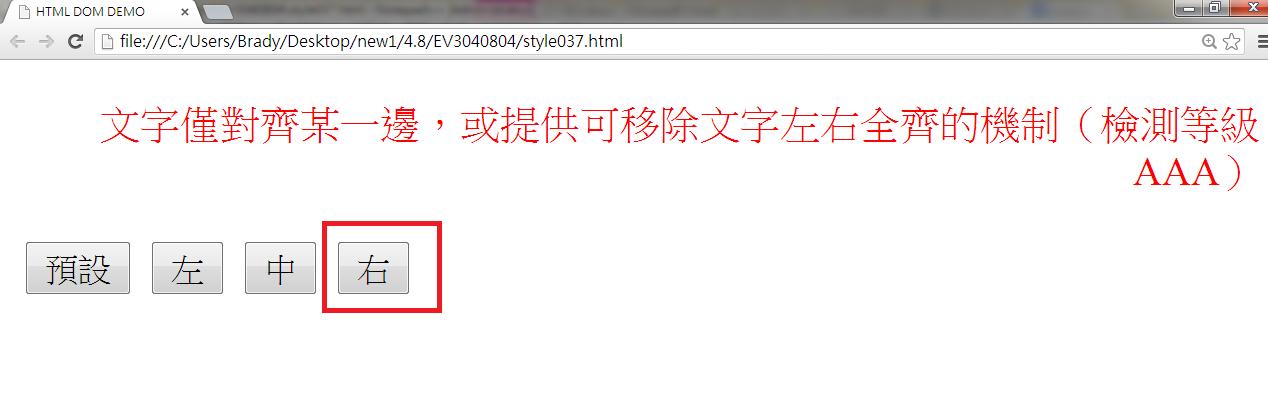 HTML DOM DEMO
file:///C:/Users/Brady/Desktop/new1/4.8/EV3040804/style037.html
文字僅對齊某一邊，或提供可移除文字左右全齊的機制（檢測等級
AAA）
預設 左 中 右